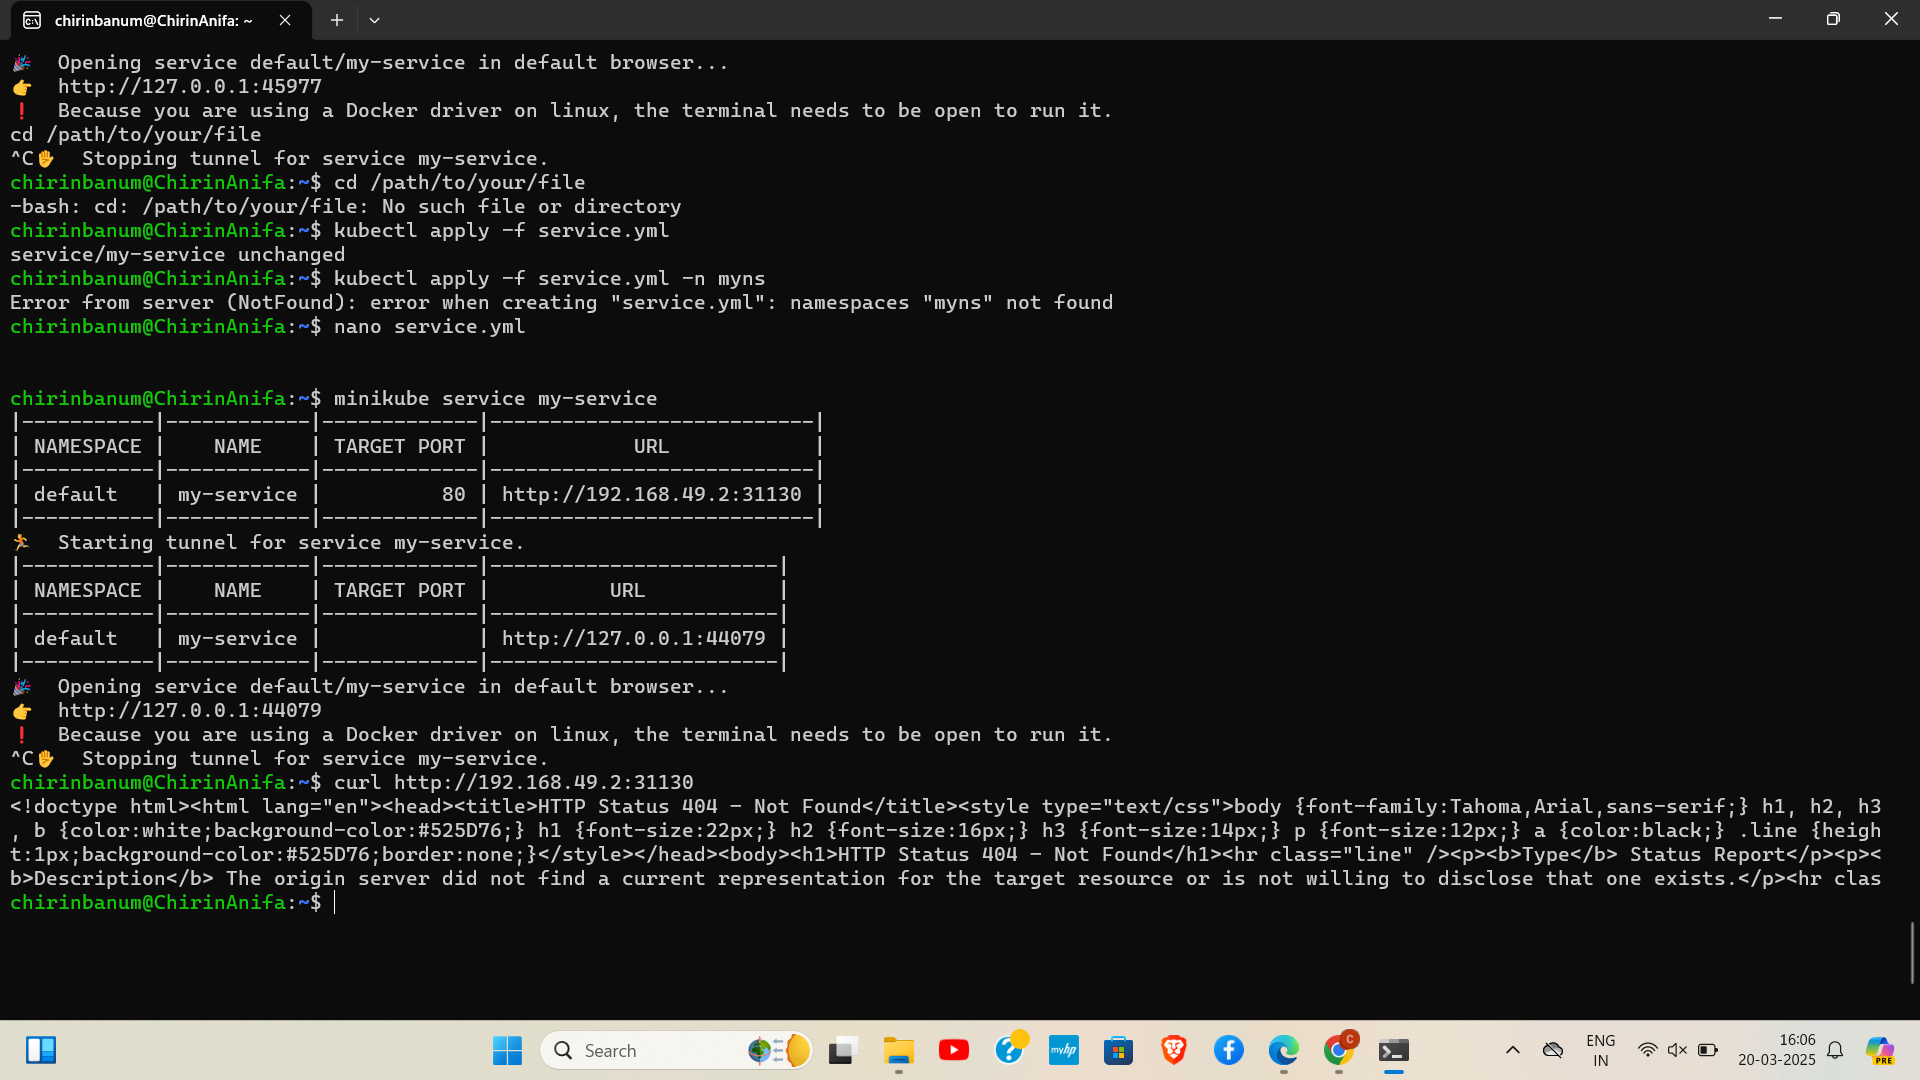 chirinbanum@ChirinAnifa: ~
Opening service default/my-service in default browser...
http://127.0.0.1:45977
Because you are using a Docker driver on linux, the terminal needs to be open to run it.
cd /path/to/your/file
^C✋  Stopping tunnel for service my-service.
chirinbanum@ChirinAnifa:~$ cd /path/to/your/file
-bash: cd: /path/to/your/file: No such file or directory
chirinbanum@ChirinAnifa:~$ kubectl apply -f service.yml
service/my-service unchanged
chirinbanum@ChirinAnifa:~$ kubectl apply -f service.yml -n myns
Error from server (NotFound): error when creating "service.yml": namespaces "myns" not found
chirinbanum@ChirinAnifa:~$ nano service.yml
chirinbanum@ChirinAnifa:~$ minikube service my-service
|-----------|------------|-------------|---------------------------|
| NAMESPACE |    NAME    | TARGET PORT |            URL            |
|-----------|------------|-------------|---------------------------|
| default   | my-service |          80 | http://192.168.49.2:31130 |
|-----------|------------|-------------|---------------------------|
🏃  Starting tunnel for service my-service.
|-----------|------------|-------------|------------------------|
| NAMESPACE |    NAME    | TARGET PORT |          URL           |
|-----------|------------|-------------|------------------------|
| default   | my-service |             | http://127.0.0.1:44079 |
|-----------|------------|-------------|------------------------|
🎉  Opening service default/my-service in default browser...
👉  http://127.0.0.1:44079
❗  Because you are using a Docker driver on linux, the terminal needs to be open to run it.
^C✋  Stopping tunnel for service my-service.
chirinbanum@ChirinAnifa:~$ curl http://192.168.49.2:31130
<!doctype html><html lang="en"><head><title>HTTP Status 404 – Not Found</title><style type="text/css">body {font-family:Tahoma,Arial,sans-serif;} h1, h2, h3
, b {color:white;background-color:#525D76;} h1 {font-size:22px;} h2 {font-size:16px;} h3 {font-size:14px;} p {font-size:12px;} a {color:black;} .line {heigh
t:1px;background-color:#525D76;border:none;}</style></head><body><h1>HTTP Status 404 – Not Found</h1><hr class="line" /><p><b>Type</b> Status Report</p><p><
b>Description</b> The origin server did not find a current representation for the target resource or is not willing to disclose that one exists.</p><hr clas
chirinbanum@ChirinAnifa:~$
Search
myhp
C
ENG
IN
16:06
20-03-2025
PRE